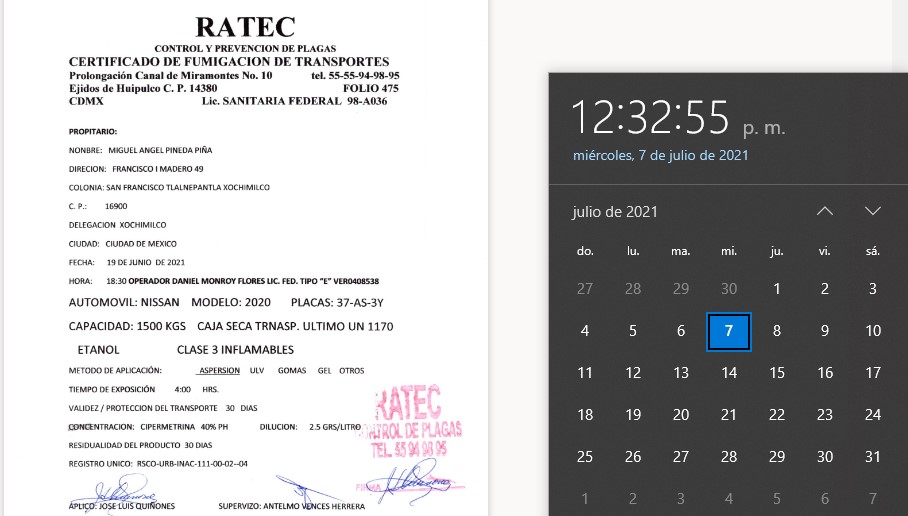 RATEC
CONTROL Y PREVENCION DE PLAGAS
CERTIFICADO DE FUMIGACION DE TRANSPORTES
Prolongación Canal de Miramontes No. 10 tel. 55-55-94-98-95
Ejidos de Huipulco C. P. 14380 FOLIO 475
CDMX Lic. SANITARIA FEDERAL 98-A036
PROPITARIO:
NONBRE: MIGUEL ANGEL PINEDA PIÑA
DIRECION: FRANCISCO I MADERO 49
COLONIA: SAN FRANCISCO TLALNEPANTLA XOCHIMILCO
C. P.: 16900
DELEGACION XOCHIMILCO
CIUDAD: CIUDAD DE MEXICO
FECHA: 19 DE JUNIO DE 2021
HORA: 18:30 OPERADOR DANIEL MONROY FLORES LIC. FED. TIPO "E" VER0408538
AUTOMOVIL: NISSAN MODELO: 2020 PLACAS: 37-AS-3Y
CAPACIDAD: 1500 KGS CAJA SECA TRNASP. ULTIMO UN 1170
ETANOL CLASE 3 INFLAMABLES
METODO DE APLICACIÓN: ASPERSION ULV GOMAS GEL OTROS
TIEMPO DE EXPOSICIÓN 4:00 HRS.
VALIDEZ / PROTECCION DEL TRANSPORTE 30 DIAS
CONCENTRACION: CIPERMETRINA 40% PH DILUCION: 2.5 GRS/LITRO
RESIDUALIDAD DEL PRODUCTO 30 DIAS
REGISTRO UNICO: RSCO-URB-INAC-111-00-02--04
RATEC
CONTROL DE PLAGAS
TEL. 55 94 98 95
FIRMA
APLICO: JOSE LUIS QUIÑONES SUPERVIZO: ANTELMO VENCES HERRERA
12:32:55 p. m.
miércoles, 7 de julio de 2021
julio de 2021
do. lu. ma. mi. ju. vi. sá.
27 28 29 30 1 2 3
4 5 6 7 8 9 10
11 12 13 14 15 16 17
18 19 20 21 22 23 24
25 26 27 28 29 30 31
1 2 3 4 5 6 7